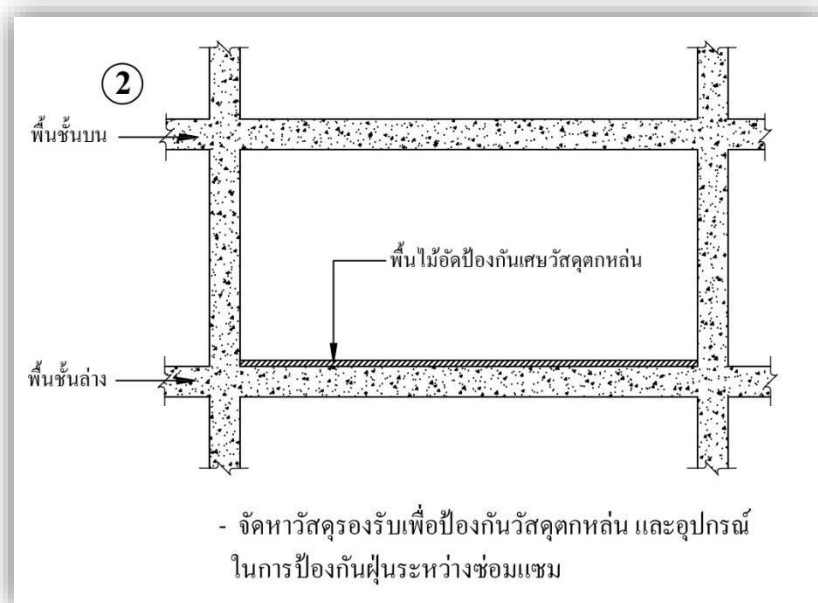 2
พื้นชั้นบน
พื้นไม้อัดป้องกันเศษวัสดุตกหล่น
พื้นชั้นล่าง
- จัดหาวัสดุรองรับเพื่อป้องกันวัสดุตกหล่น และอุปกรณ์
ในการป้องกันฝุ่นระหว่างซ่อมแซม